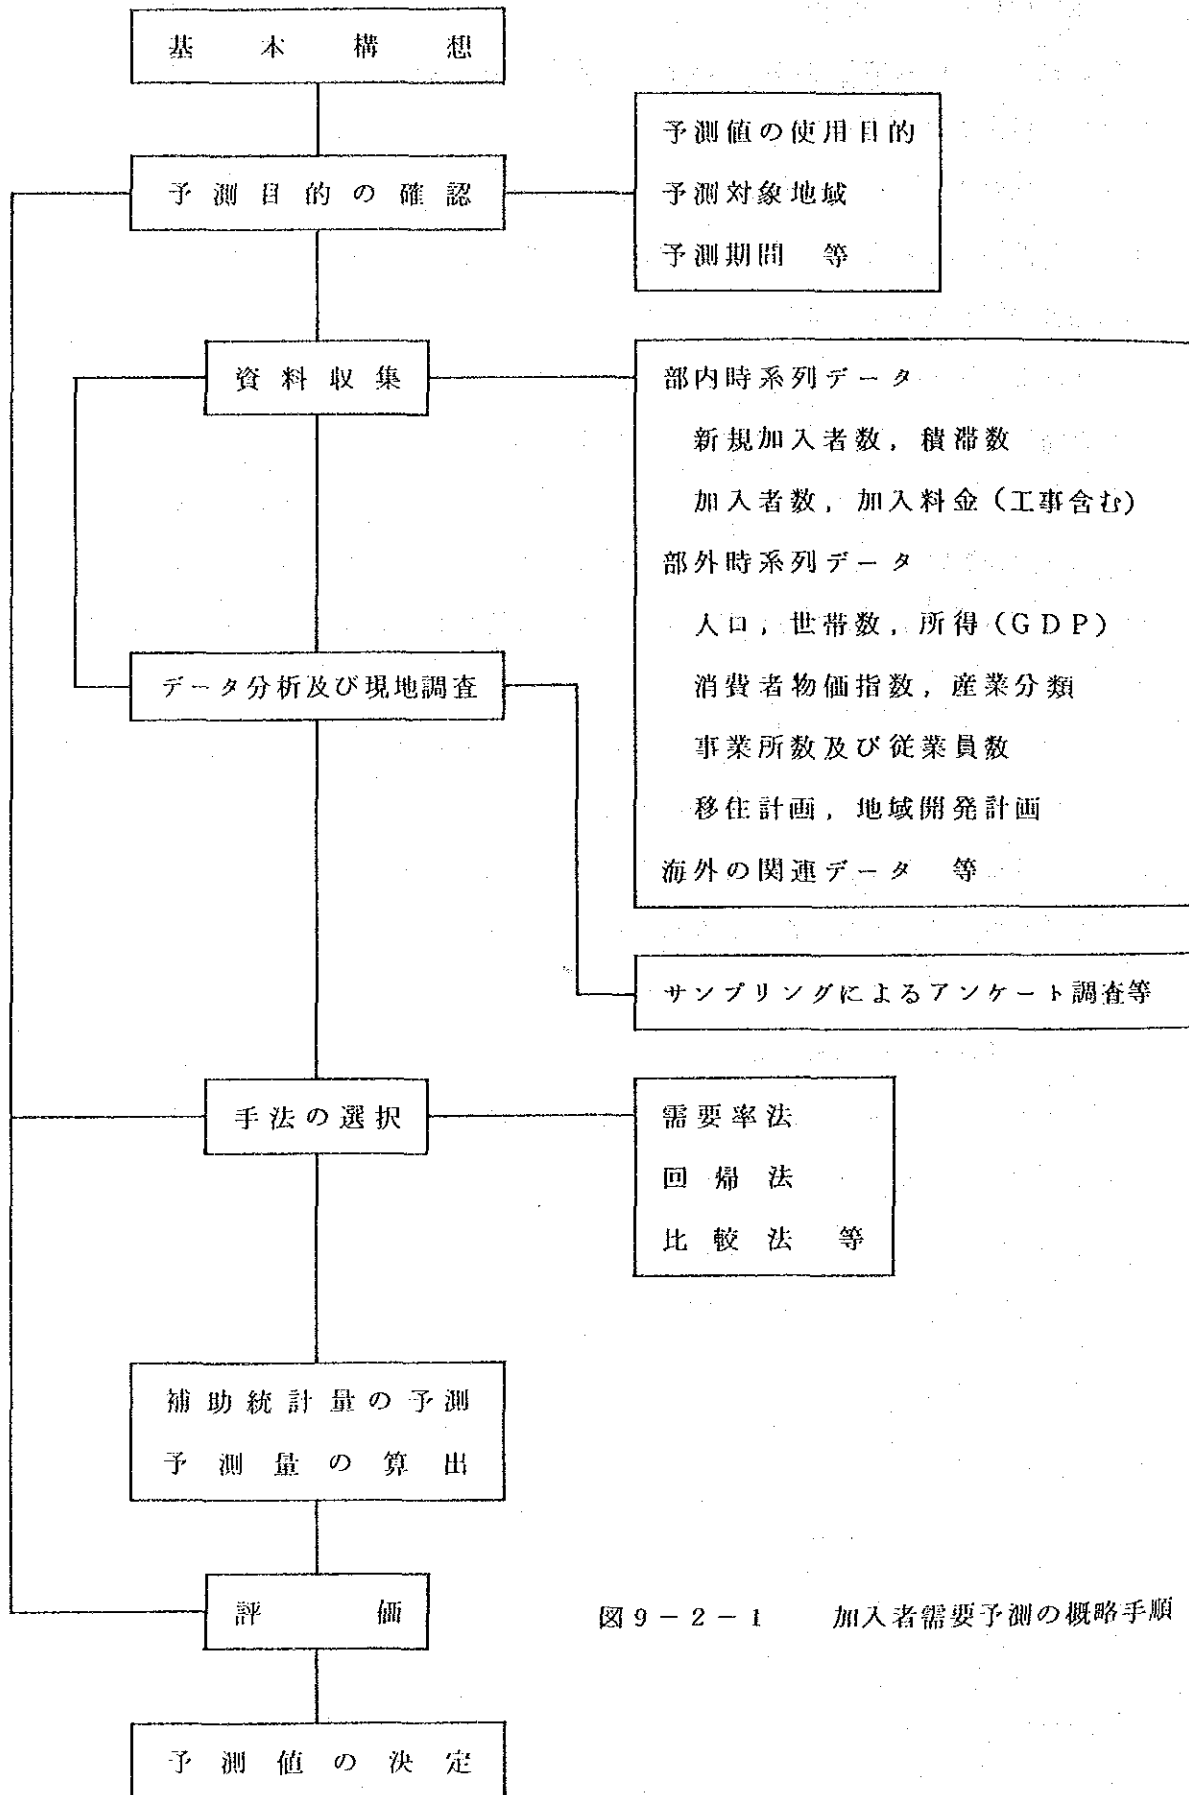 基本構想
予測目的の確認
予測値の使用目的
予測対象地域
予測期間 等
資料収集
部内時系列データ
新規加入者数，積滞数
加入者数，加入料金（工事含む）
部外時系列データ
人口，世帯数，所得（GDP）
消費者物価指数，産業分類
事業所数及び従業員数
移住計画，地域開発計画
海外の関連データ 等
データ分析及び現地調査
サンプリングによるアンケート調査等
手法の選択
需要率法
回帰法
比較法 等
補助統計量の予測
予測量の算出
評価
図9－2－1 加入者需要予測の概略手順
予測値の決定